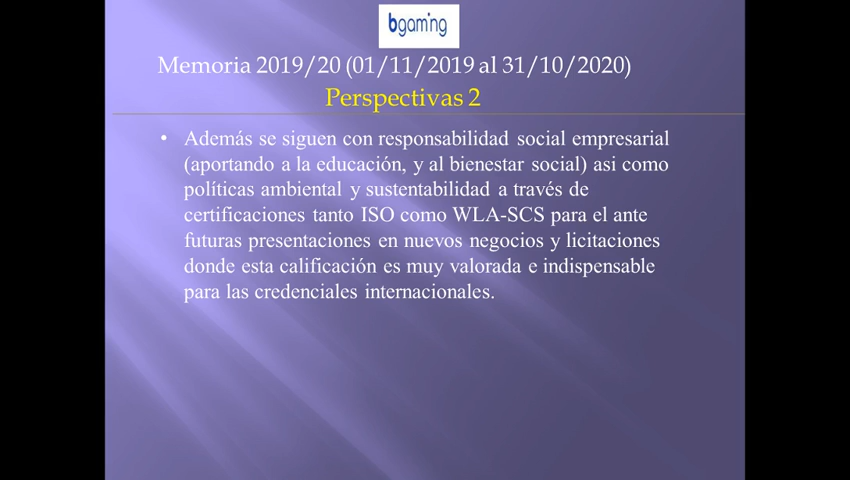 bgaming
Memoria 2019/20 (01/11/2019 al 31/10/2020)
Perspectivas 2
• Además se siguen con responsabilidad social empresarial
(aportando a la educación, y al bienestar social) asi como
políticas ambiental y sustentabilidad a través de
certificaciones tanto ISO como WLA-SCS para el ante
futuras presentaciones en nuevos negocios y licitaciones
donde esta calificación es muy valorada e indispensable
para las credenciales internacionales.